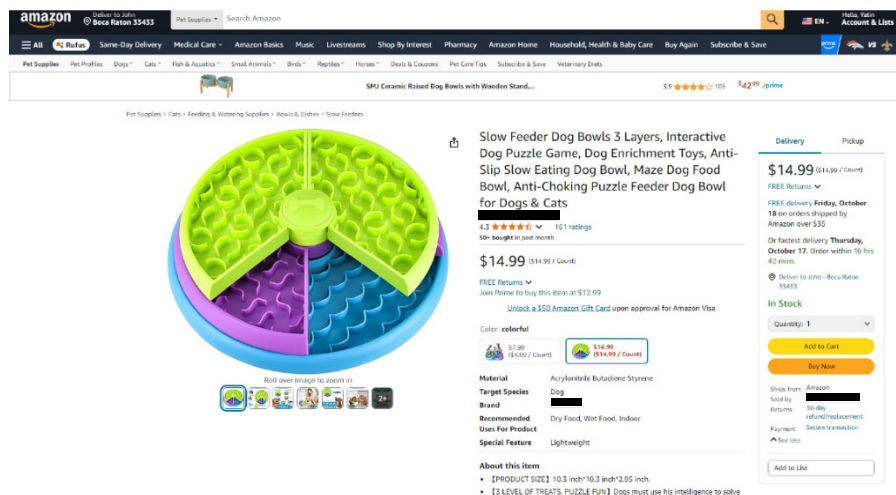 amazon
Deliver to John
Boca Raton 33433
Pet Supplies
Search Amazon
EN
Hello, Yatin
Account & Lists
All
Rufus
Same-Day Delivery
Medical Care
Amazon Basics
Music
Livestreams
Shop By Interest
Pharmacy
Amazon Home
Household, Health & Baby Care
Buy Again
Subscribe & Save
prime
VS
Pet Supplies
Pet Profiles
Dogs
Cats
Fish & Aquatics
Small Animals
Birds
Reptiles
Horses
Deals & Coupons
Pet Care Tips
Subscribe & Save
Veterinary Diets
SMJ Ceramic Raised Dog Bowls with Wooden Stand...
3.8
105
$42.99
prime
Pet Supplies › Cats › Feeding & Watering Supplies › Bowls & Dishes › Slow Feeders
Roll over image to zoom in
2+
Slow Feeder Dog Bowls 3 Layers, Interactive
Dog Puzzle Game, Dog Enrichment Toys, Anti-
Slip Slow Eating Dog Bowl, Maze Dog Food
Bowl, Anti-Choking Puzzle Feeder Dog Bowl
for Dogs & Cats
4.3
161 ratings
50+ bought in past month
$14.99 ($14.99 / Count)
FREE Returns
Join Prime to buy this item at $12.99
Unlock a $50 Amazon Gift Card upon approval for Amazon Visa.
Color: colorful
$7.99
($4.00 / Count)
$14.99
($14.99 / Count)
Material Acrylonitrile Butadiene Styrene
Target Species Dog
Brand
Recommended Dry Food, Wet Food, Indoor
Uses For Product
Special Feature Lightweight
About this item
• 【PRODUCT SIZE】10.3 inch*10.3 inch*2.95 inch.
• 【3 LEVEL OF TREATS, PUZZLE FUN】Dogs must use his intelligence to solve
Delivery
Pickup
$14.99 ($14.99 / Count)
FREE Returns
FREE delivery Friday, October
18 on orders shipped by
Amazon over $35
Or fastest delivery Thursday,
October 17. Order within 16 hrs
42 mins
Deliver to John - Boca Raton
33433
In Stock
Quantity: 1
Add to Cart
Buy Now
Ships from Amazon
Sold by
Returns 30-day
refund/replacement
Payment Secure transaction
See less
Add to List